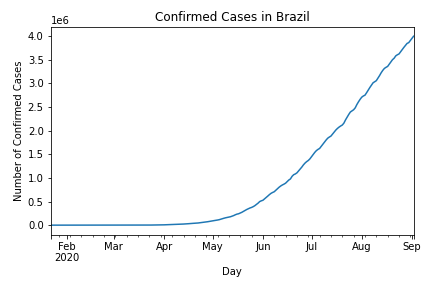 Confirmed Cases in Brazil
1e6
4.0
3.5
3.0
2.5
2.0
1.5
1.0
0.5
0.0
Number of Confirmed Cases
Feb Mar Apr May Jun Jul Aug Sep
2020
Day